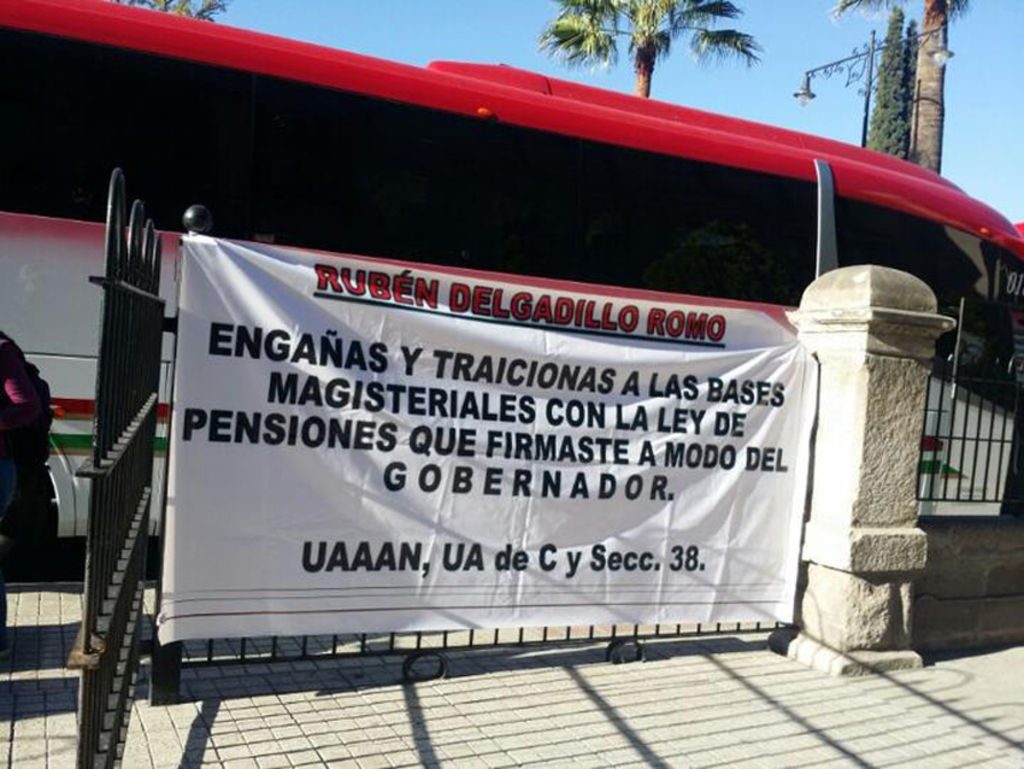 RUBÉN DELGADILLO ROMO
ENGAÑAS Y TRAICIONAS A LAS BASES
MAGISTERIALES CON LA LEY DE
PENSIONES QUE FIRMASTE A MODO DEL
GOBERNADOR.
UAAAN, UA de C y Secc. 38.